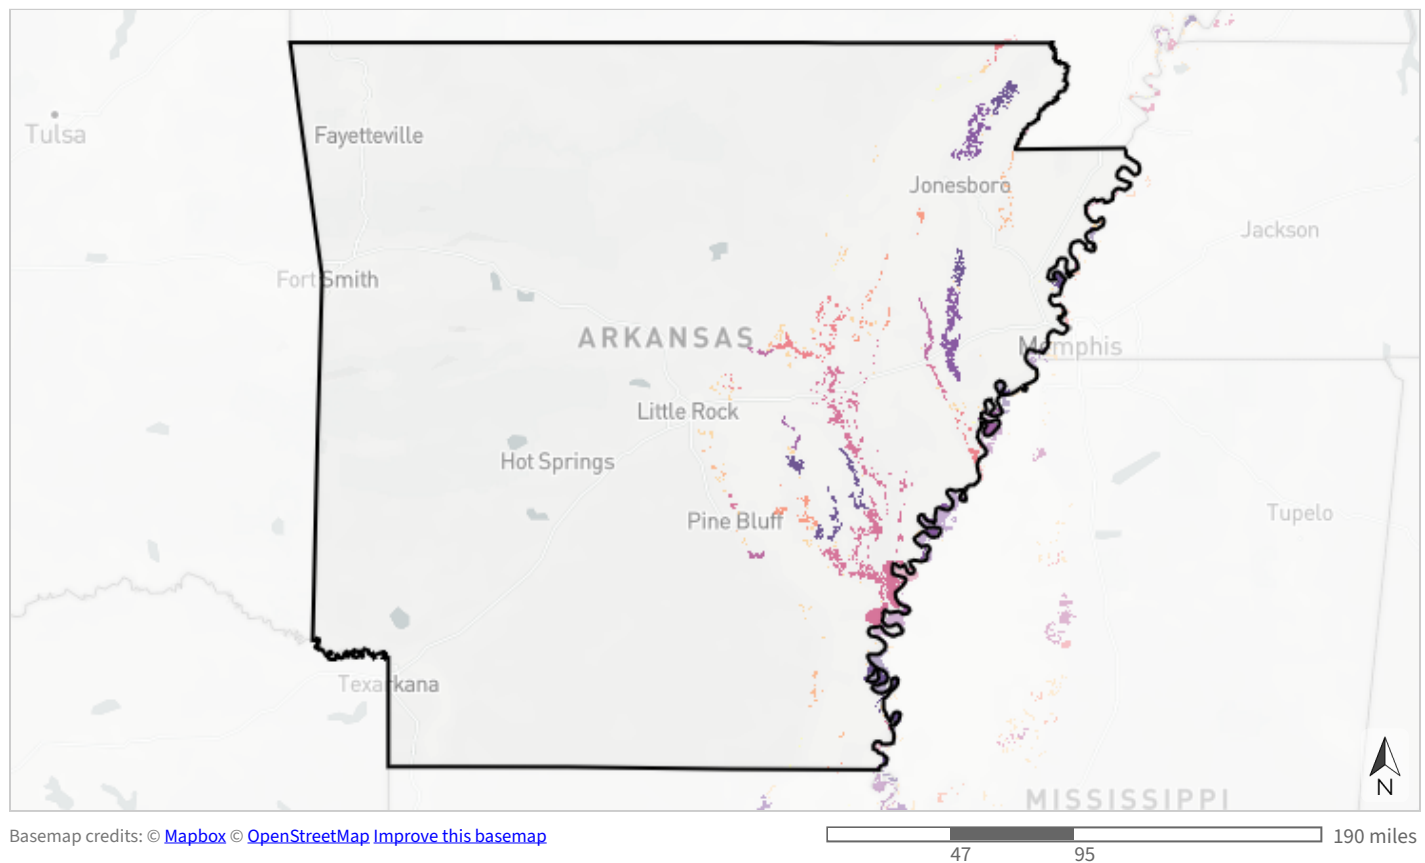 Tulsa
Fayetteville
Jonesboro
Jackson
Fort Smith
ARKANSAS
Memphis
Little Rock
Hot Springs
Pine Bluff
Tupelo
Texarkana
N
MISSISSIPPI
Basemap credits: © Mapbox © OpenStreetMap Improve this basemap
190 miles
47 95